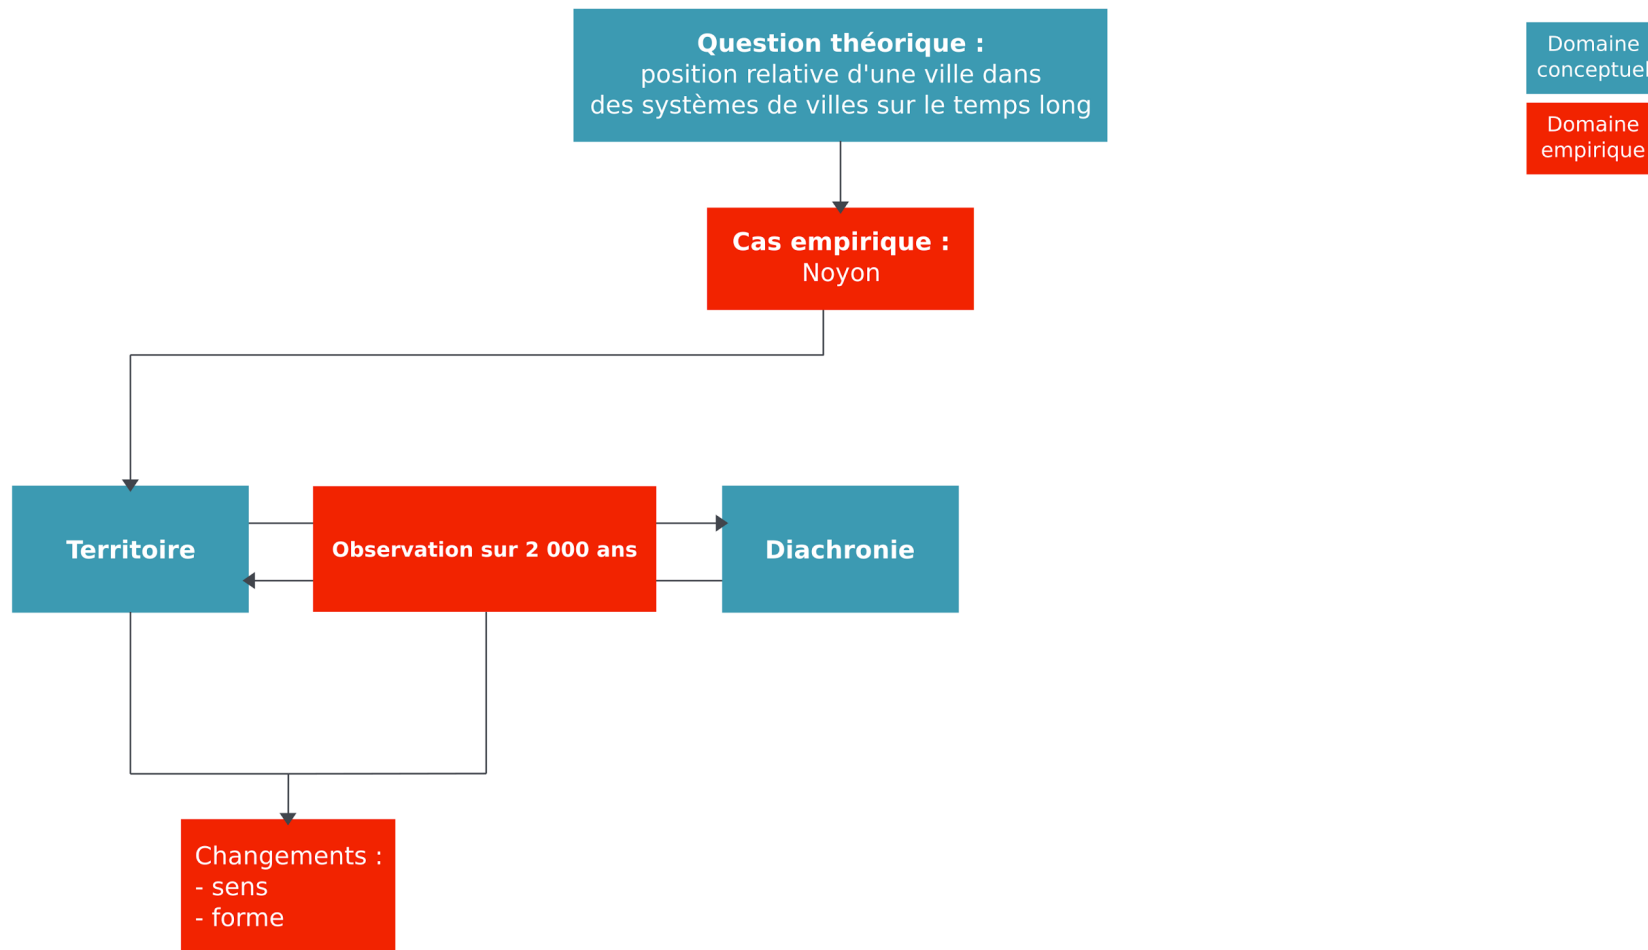 Question théorique :
position relative d'une ville dans
des systèmes de villes sur le temps long
Domaine
conceptuel
Domaine
empirique
Cas empirique :
Noyon
Territoire
Observation sur 2 000 ans
Diachronie
Changements :
- sens
- forme